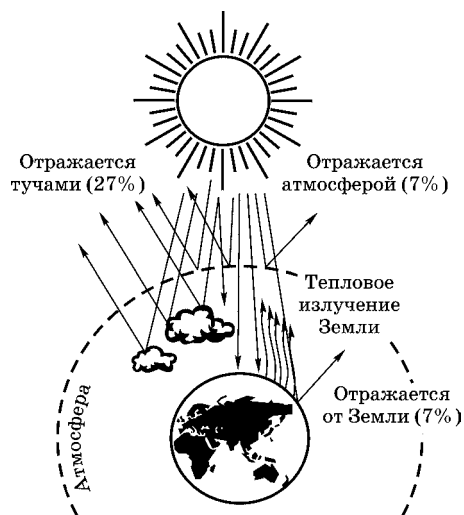 Отражается
тучами (27%)
Отражается
атмосферой (7%)
Тепловое
излучение
Земли
Отражается
от Земли (7%)
Атмосфера